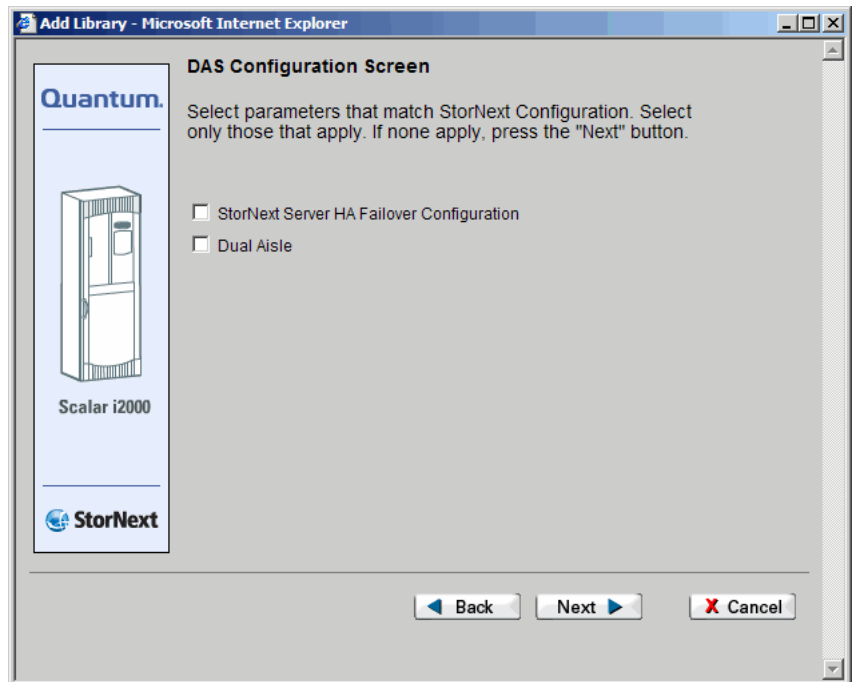 Add Library - Microsoft Internet Explorer
DAS Configuration Screen
Quantum.
Select parameters that match StorNext Configuration. Select
only those that apply. If none apply, press the "Next" button.
StorNext Server HA Failover Configuration
Dual Aisle
Scalar i2000
StorNext
Back Next X Cancel